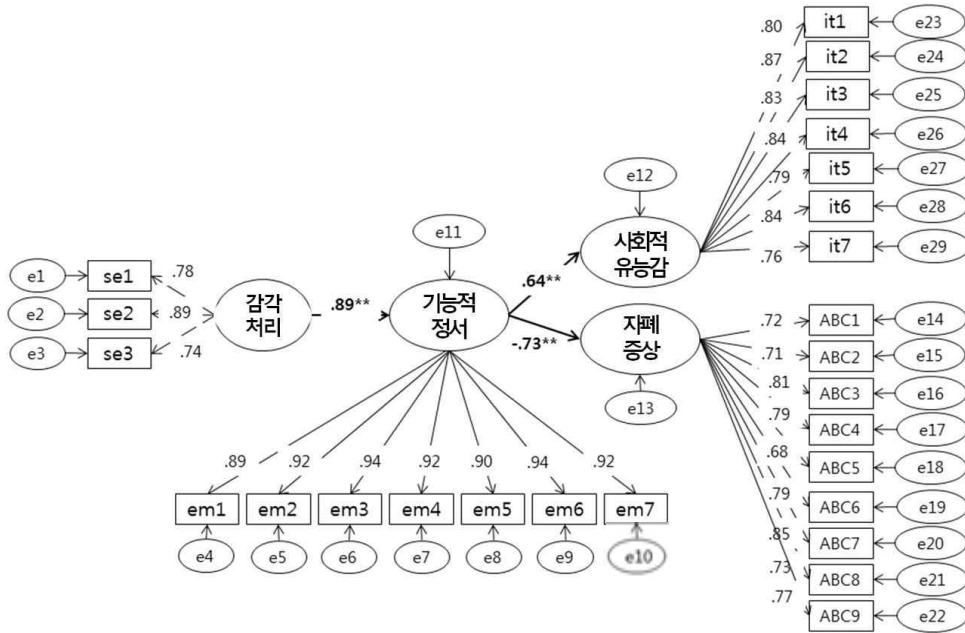 .80
it1
e23
.87
it2
e24
.83
it3
e25
.84
it4
e26
.79
it5
e27
.84
it6
e28
.76
it7
e29
e12
사회적
유능감
e11
.64**
e1
se1
.78
e2
se2
.89
e3
se3
.74
감각
처리
.89**
기능적
정서
-.73**
자폐
증상
e13
.72
ABC1
e14
.71
ABC2
e15
.81
ABC3
e16
.79
ABC4
e17
.68
ABC5
e18
.79
ABC6
e19
.85
ABC7
e20
.73
ABC8
e21
.77
ABC9
e22
.89
.92
.94
.92
.90
.94
.92
em1
em2
em3
em4
em5
em6
em7
e4
e5
e6
e7
e8
e9
e10